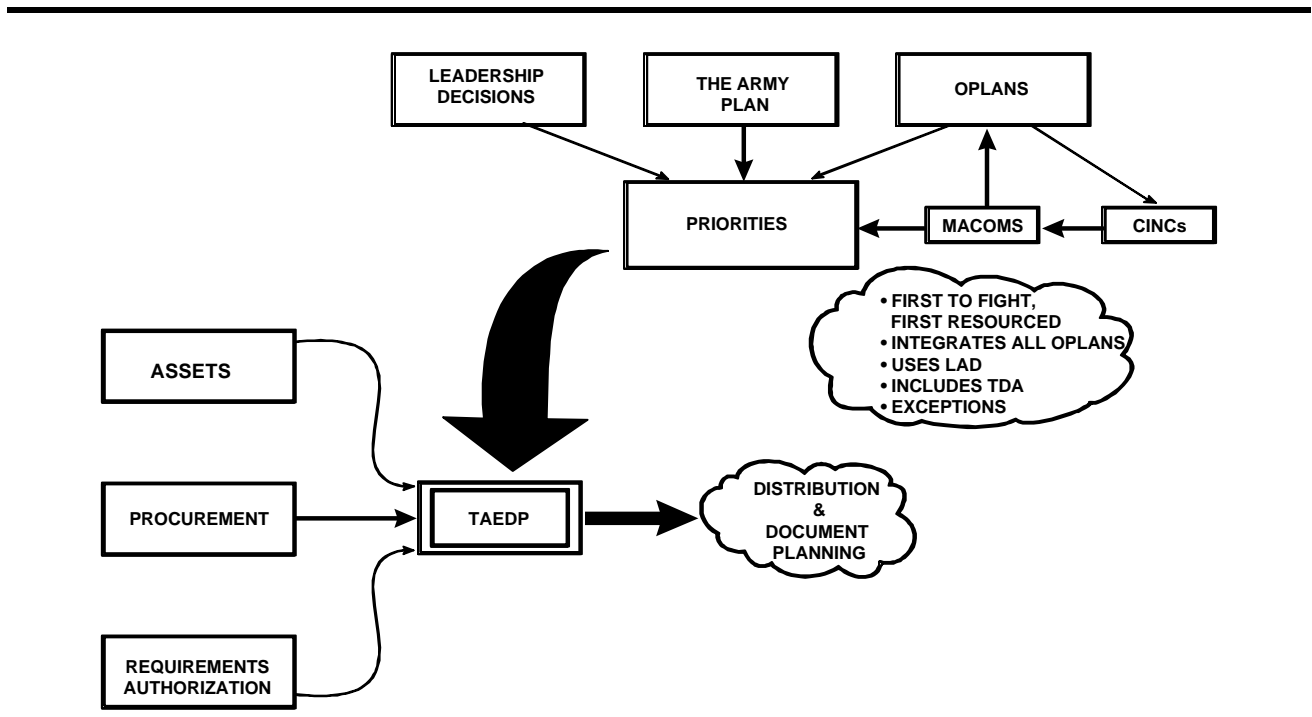 LEADERSHIP
DECISIONS
THE ARMY
PLAN
OPLANS
PRIORITIES
MACOMS
CINCs
• FIRST TO FIGHT,
FIRST RESOURCED
• INTEGRATES ALL OPLANS
• USES LAD
• INCLUDES TDA
• EXCEPTIONS
ASSETS
PROCUREMENT
TAEDP
DISTRIBUTION
&
DOCUMENT
PLANNING
REQUIREMENTS
AUTHORIZATION